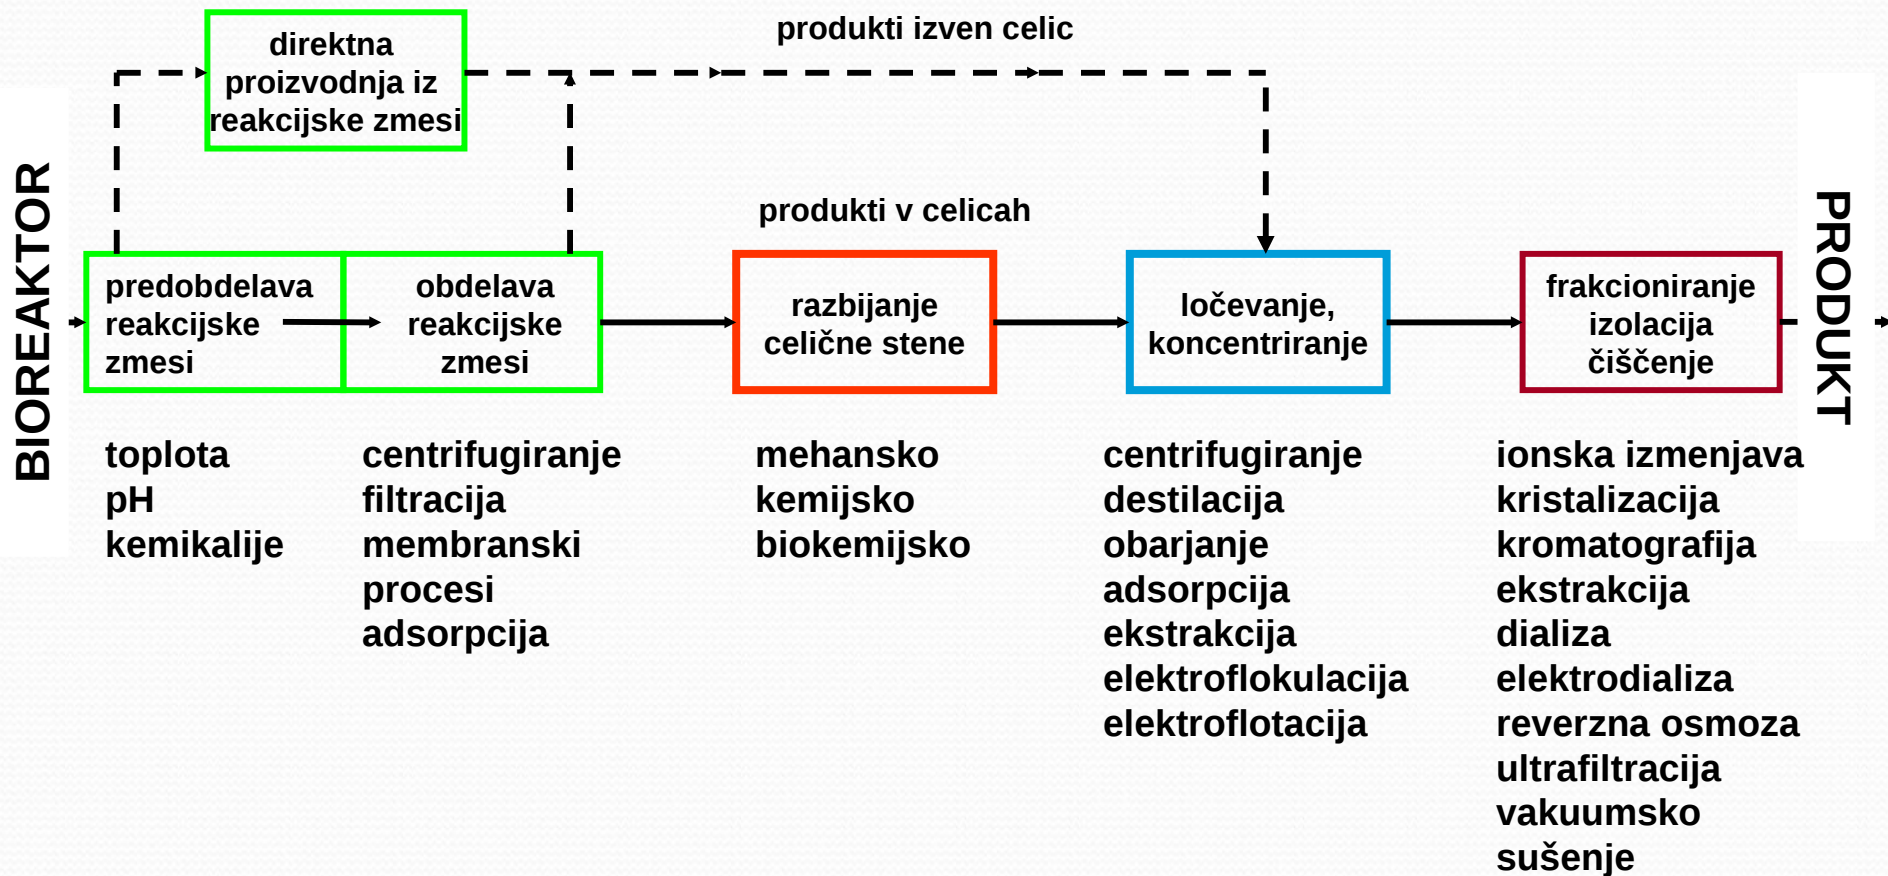 direktna
proizvodnja iz
reakcijske zmesi
produkti izven celic
BIOREAKTOR
produkti v celicah
predobdelava
reakcijske
zmesi
obdelava
reakcijske
zmesi
razbijanje
celične stene
ločevanje,
koncentriranje
frakcioniranje
izolacija
čiščenje
PRODUKT
toplota
pH
kemikalije
centrifugiranje
filtracija
membranski
procesi
adsorpcija
mehansko
kemijsko
biokemijsko
centrifugiranje
destilacija
obarjanje
adsorpcija
ekstrakcija
elektroflokulacija
elektroflotacija
ionska izmenjava
kristalizacija
kromatografija
ekstrakcija
dializa
elektrodializa
reverzna osmoza
ultrafiltracija
vakuumsko
sušenje